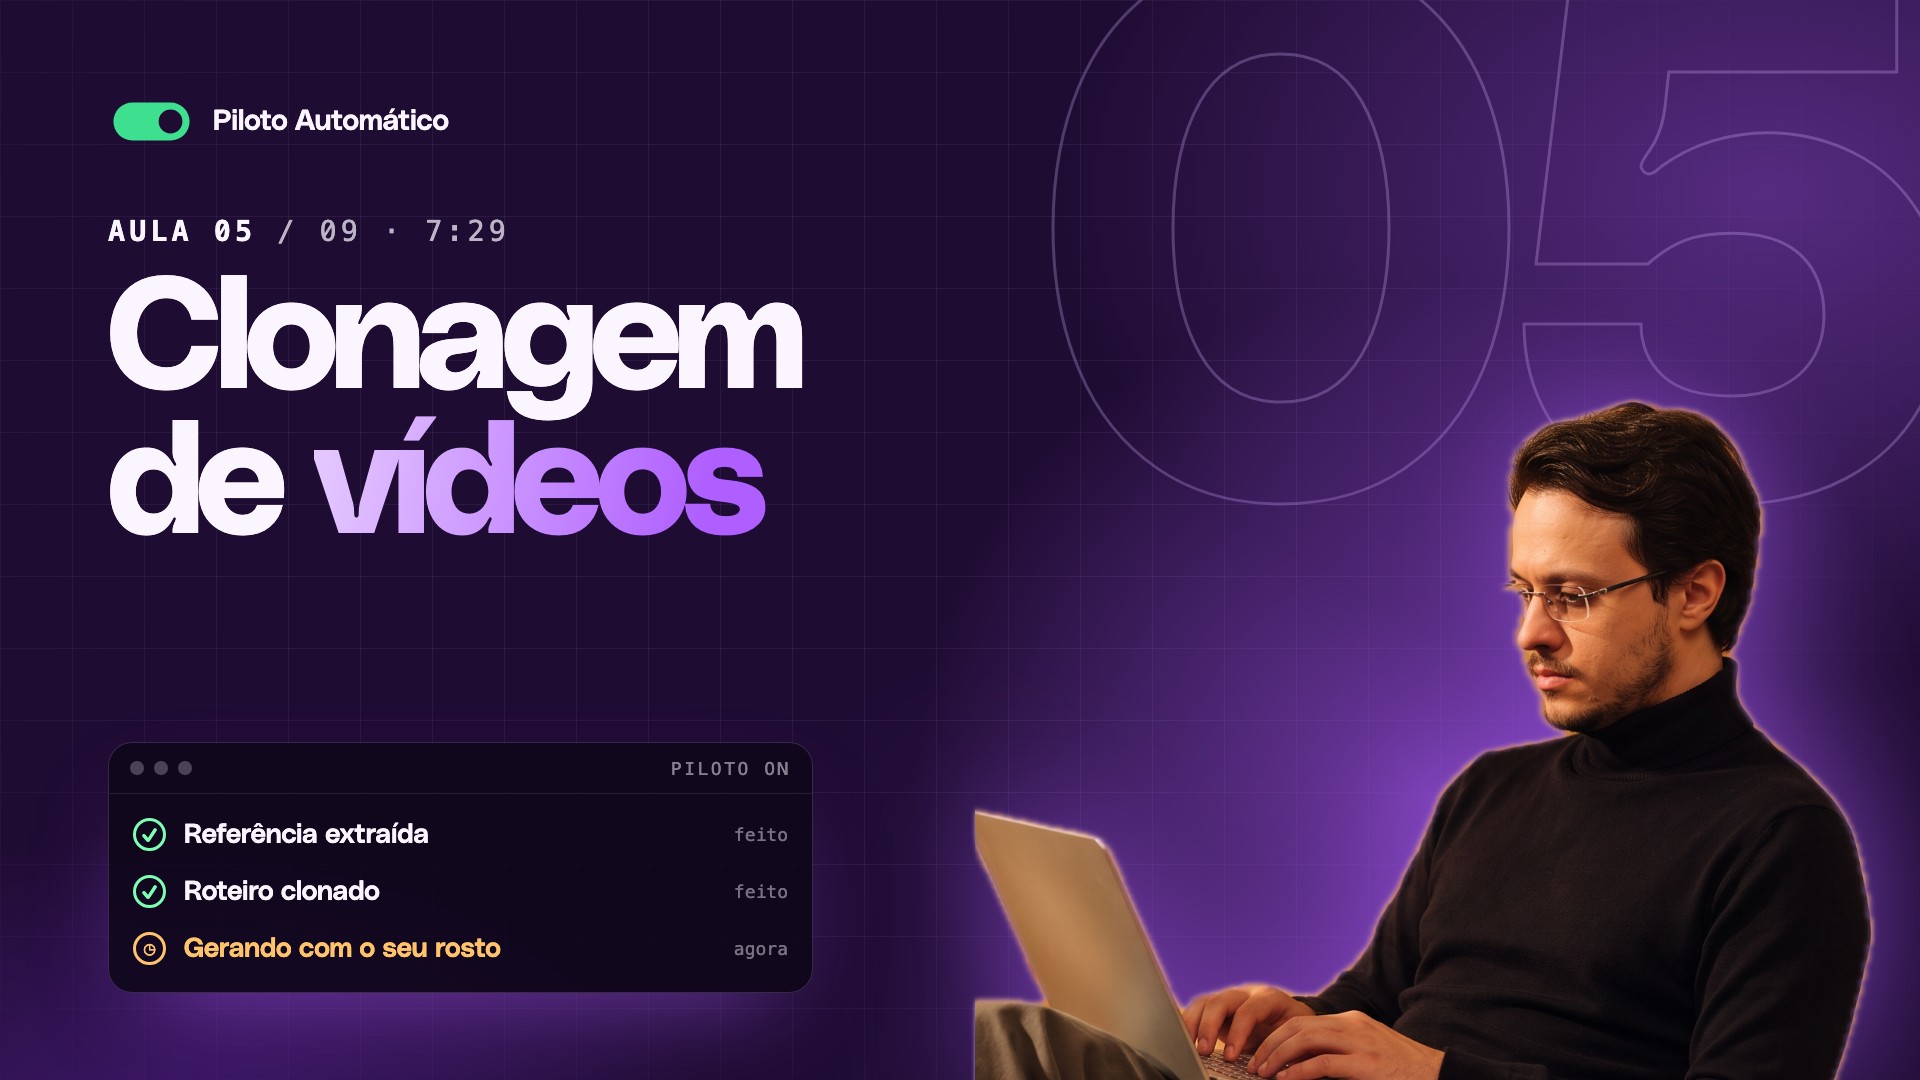 Piloto Automático
AULA 05 / 09 · 7:29
Clonagem
de vídeos
05
PILOTO ON
Referência extraída feito
Roteiro clonado feito
Gerando com o seu rosto agora